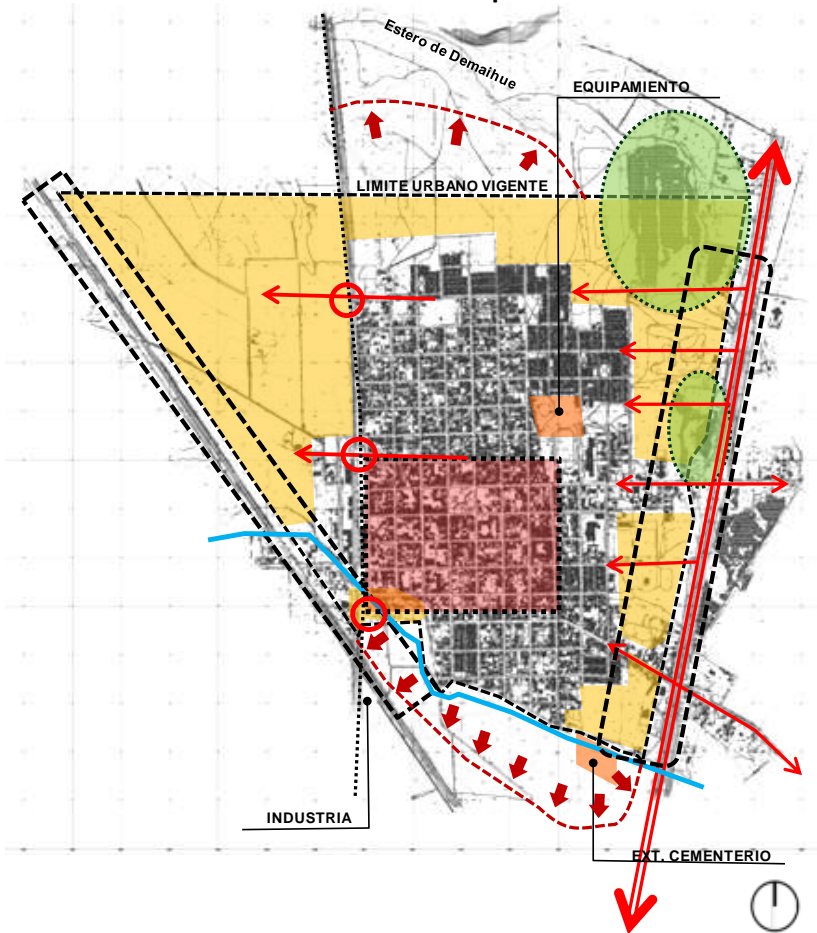 Estero de Demaihue
EQUIPAMIENTO
LIMITE URBANO VIGENTE
INDUSTRIA
EXT. CEMENTERIO